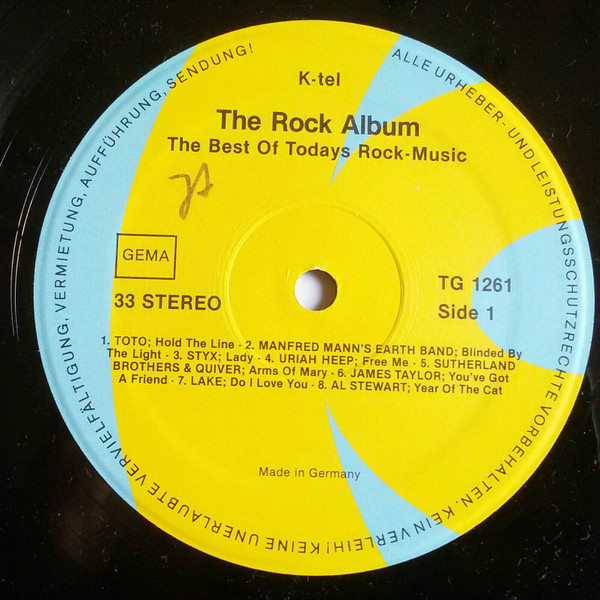 ALLE URHEBER- UND LEISTUNGSSCHUTZRECHTE VORBEHALTEN. KEIN VERLEIH! KEINE UNERLAUBTE VERVIELFÄLTIGUNG, VERMIETUNG, AUFFÜHRUNG, SENDUNG!
K-tel
The Rock Album
The Best Of Todays Rock-Music
GEMA
33 STEREO
TG 1261
Side 1
1. TOTO; Hold The Line - 2. MANFRED MANN'S EARTH BAND; Blinded By
The Light - 3. STYX; Lady - 4. URIAH HEEP; Free Me - 5. SUTHERLAND
BROTHERS & QUIVER; Arms Of Mary - 6. JAMES TAYLOR; You've Got
A Friend - 7. LAKE; Do I Love You - 8. AL STEWART; Year Of The Cat
Made in Germany